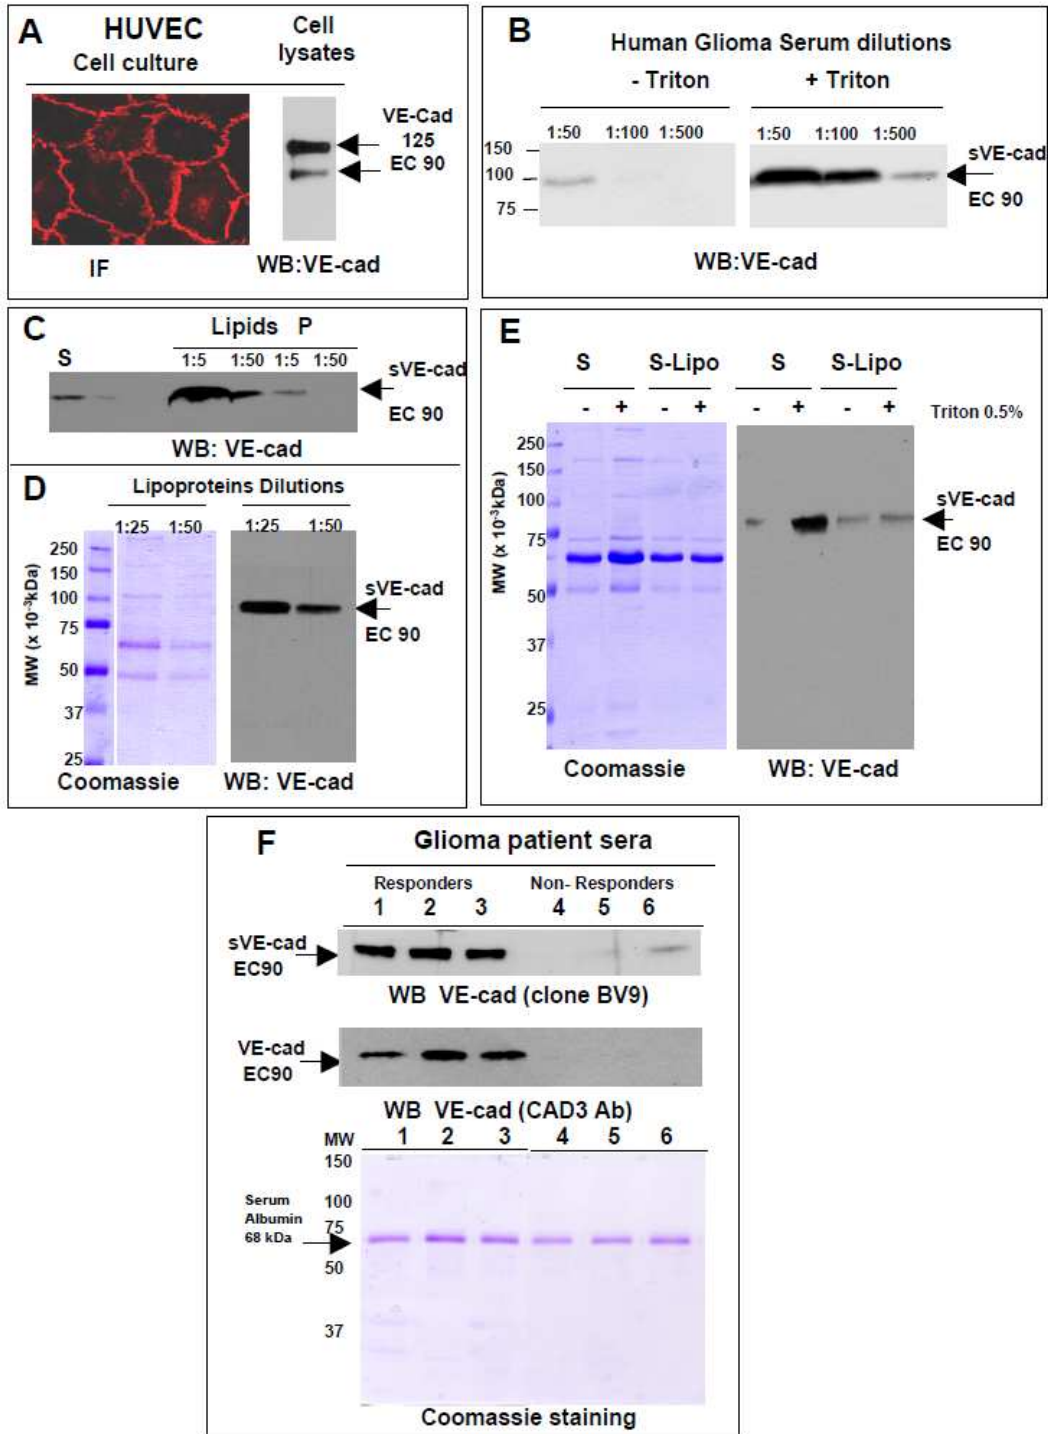 A
HUVEC
Cell culture
Cell
lysates
VE-Cad
125
EC 90
IF
WB:VE-cad
B
Human Glioma Serum dilutions
- Triton + Triton
1:50 1:100 1:500 1:50 1:100 1:500
150
100
75
sVE-cad
EC 90
WB:VE-cad
C
Lipids P
S 1:5 1:50 1:5 1:50
sVE-cad
EC 90
WB: VE-cad
D
Lipoproteins Dilutions
1:25 1:50 1:25 1:50
MW (x 10⁻³kDa)
250
150
100
75
50
37
25
sVE-cad
EC 90
Coomassie WB: VE-cad
E
S S-Lipo S S-Lipo
- + - + - + - + Triton 0.5%
MW (x 10⁻³kDa)
250
150
100
75
50
37
25
sVE-cad
EC 90
Coomassie WB: VE-cad
F
Glioma patient sera
Responders Non- Responders
1 2 3 4 5 6
sVE-cad
EC90
WB VE-cad (clone BV9)
VE-cad
EC90
WB VE-cad (CAD3 Ab)
MW 1 2 3 4 5 6
150
100
75
50
37
Serum
Albumin
68 kDa
Coomassie staining